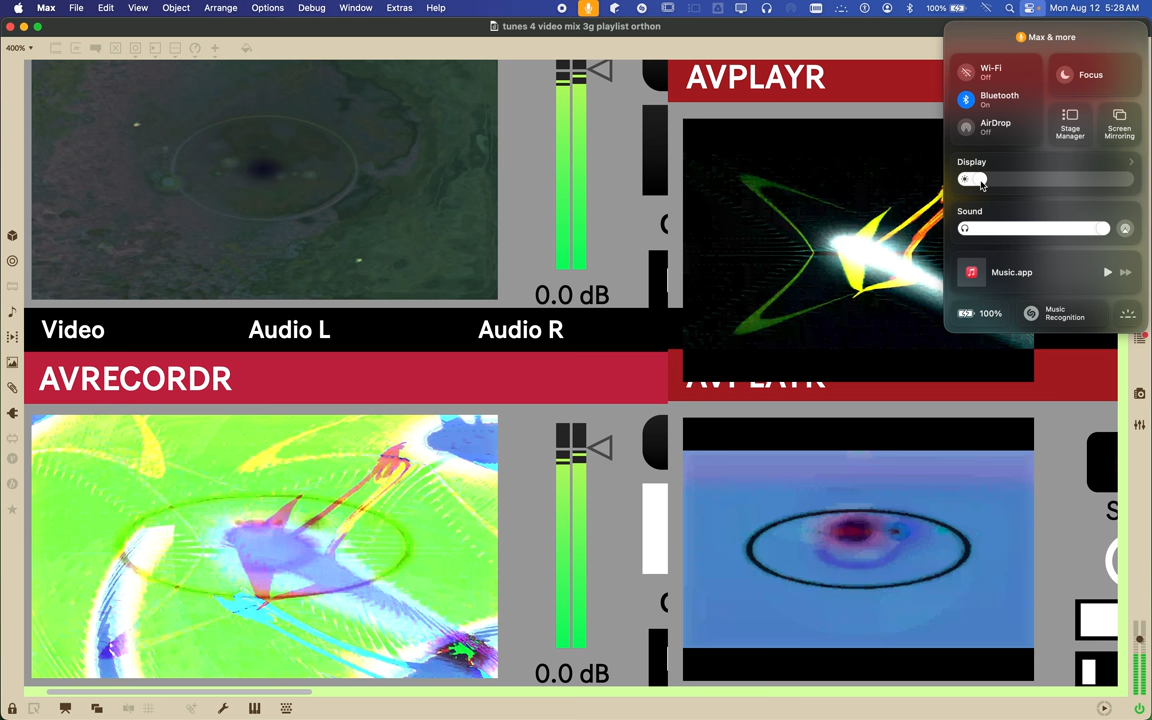 Max File Edit View Object Arrange Options Debug Window Extras Help
100% Mon Aug 12 5:28 AM
tunes 4 video mix 3g playlist orthon
400%
Max & more
Wi-Fi
Off
Focus
Bluetooth
On
AirDrop
Off
Stage
Manager
Screen
Mirroring
Display
Sound
Music.app
100%
Music
Recognition
AVPLAYR
0.0 dB
Video Audio L Audio R
AVRECORDR
AVPLAYR
0.0 dB